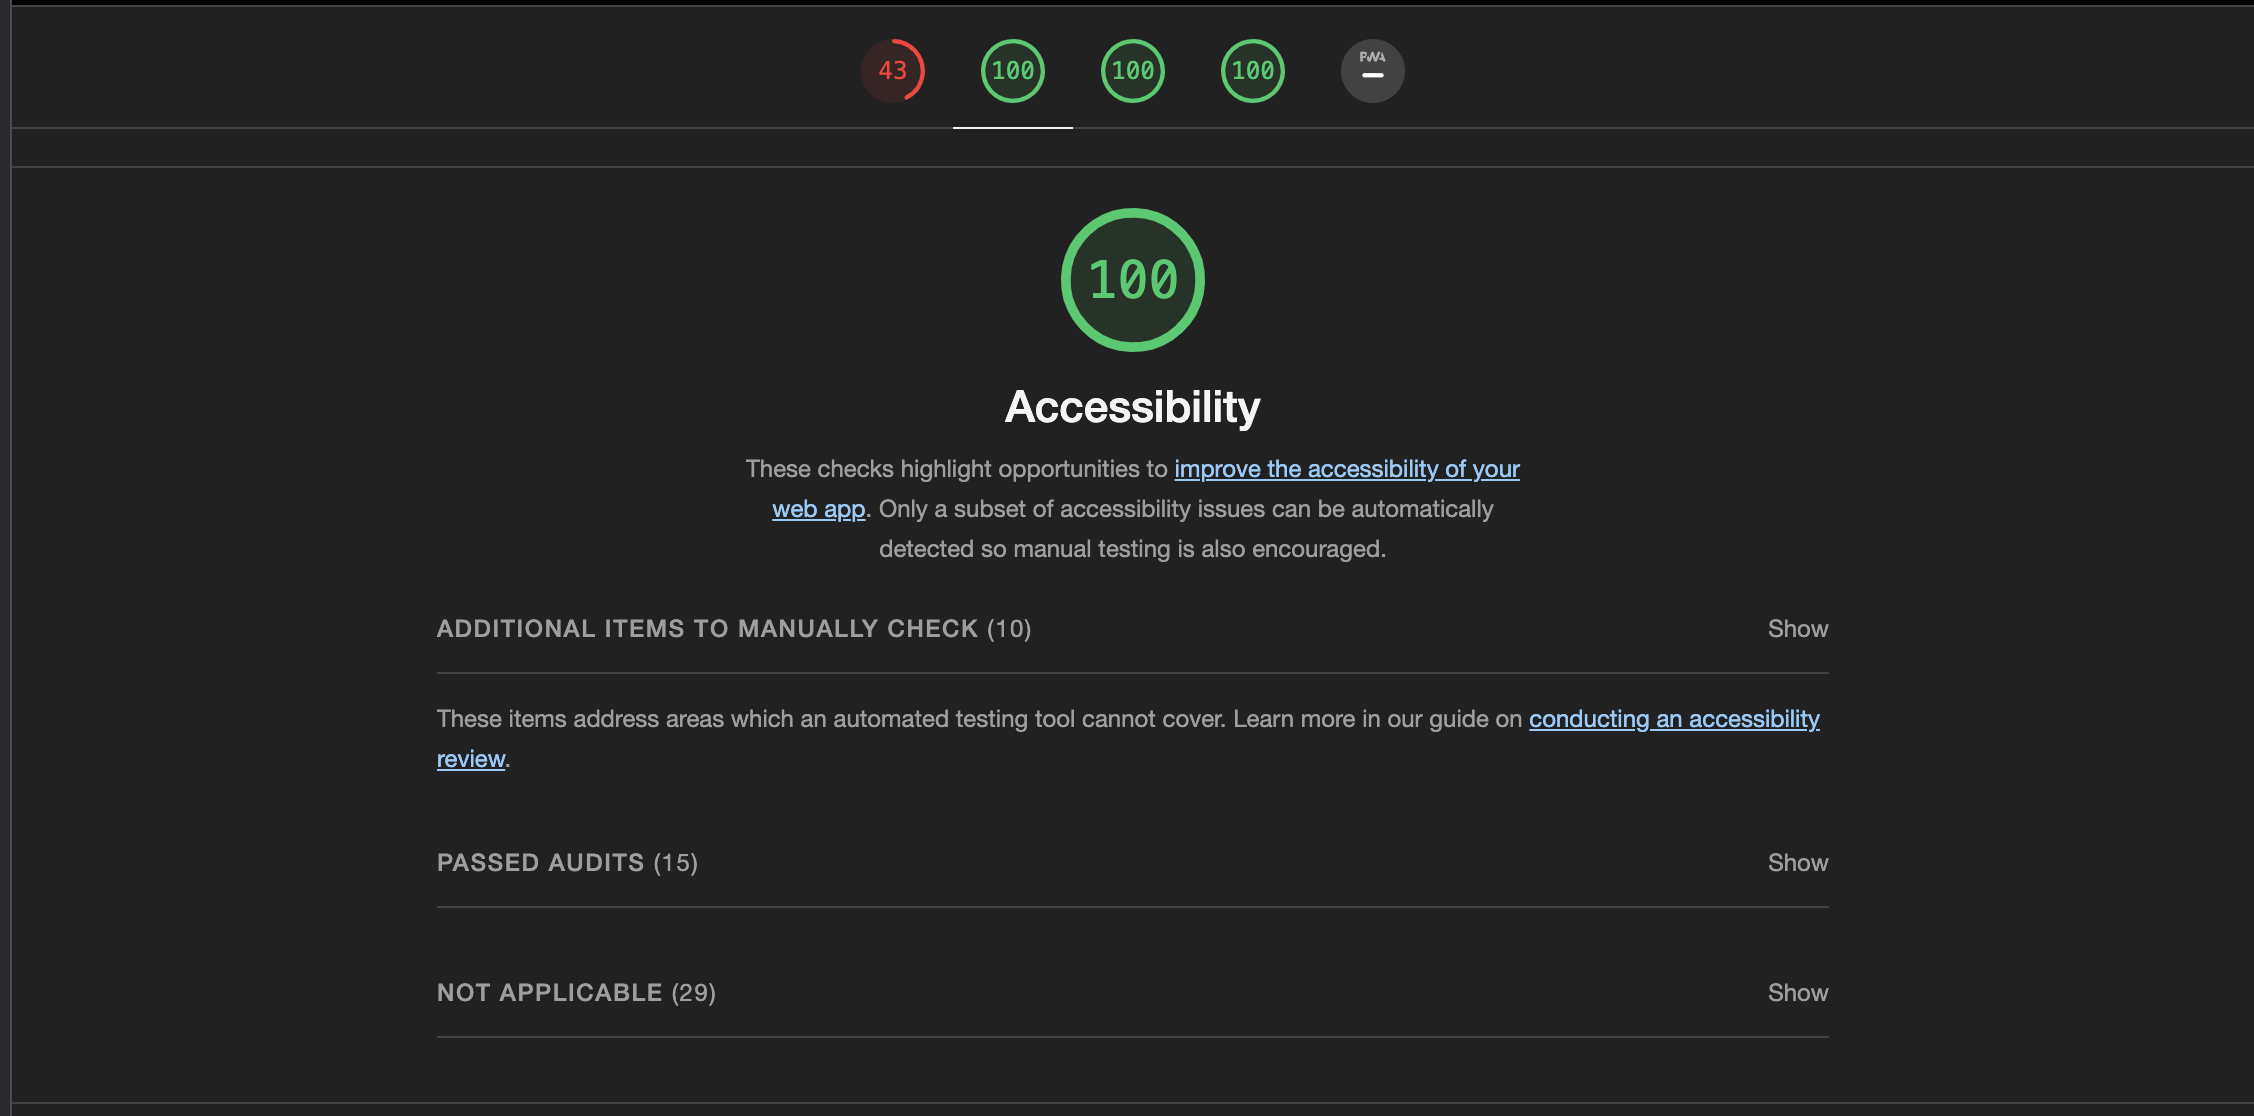 43
100
100
100
PWA
100
Accessibility
These checks highlight opportunities to improve the accessibility of your
web app. Only a subset of accessibility issues can be automatically
detected so manual testing is also encouraged.
ADDITIONAL ITEMS TO MANUALLY CHECK (10)
Show
These items address areas which an automated testing tool cannot cover. Learn more in our guide on conducting an accessibility
review.
PASSED AUDITS (15)
Show
NOT APPLICABLE (29)
Show